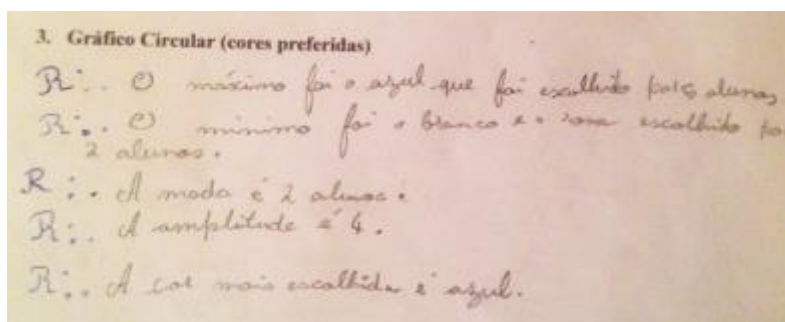 3. Gráfico Circular (cores preferidas)
R:. O máximo foi o azul que foi escolhido por 6 alunos
R:. O mínimo foi o branco e o rosa escolhido
2 alunos.
R:. A moda é 2 alunos.
R:. A amplitude é 4.
R:. A cor mais escolhida é azul.